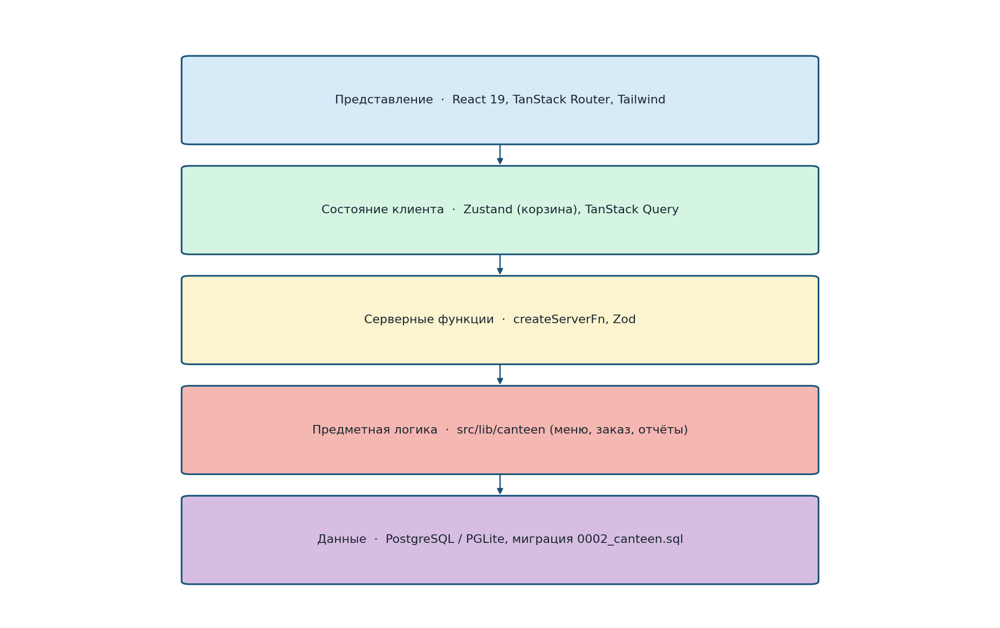 Представление · React 19, TanStack Router, Tailwind
Состояние клиента · Zustand (корзина), TanStack Query
Серверные функции · createServerFn, Zod
Предметная логика · src/lib/canteen (меню, заказ, отчёты)
Данные · PostgreSQL / PGLite, миграция 0002_canteen.sql